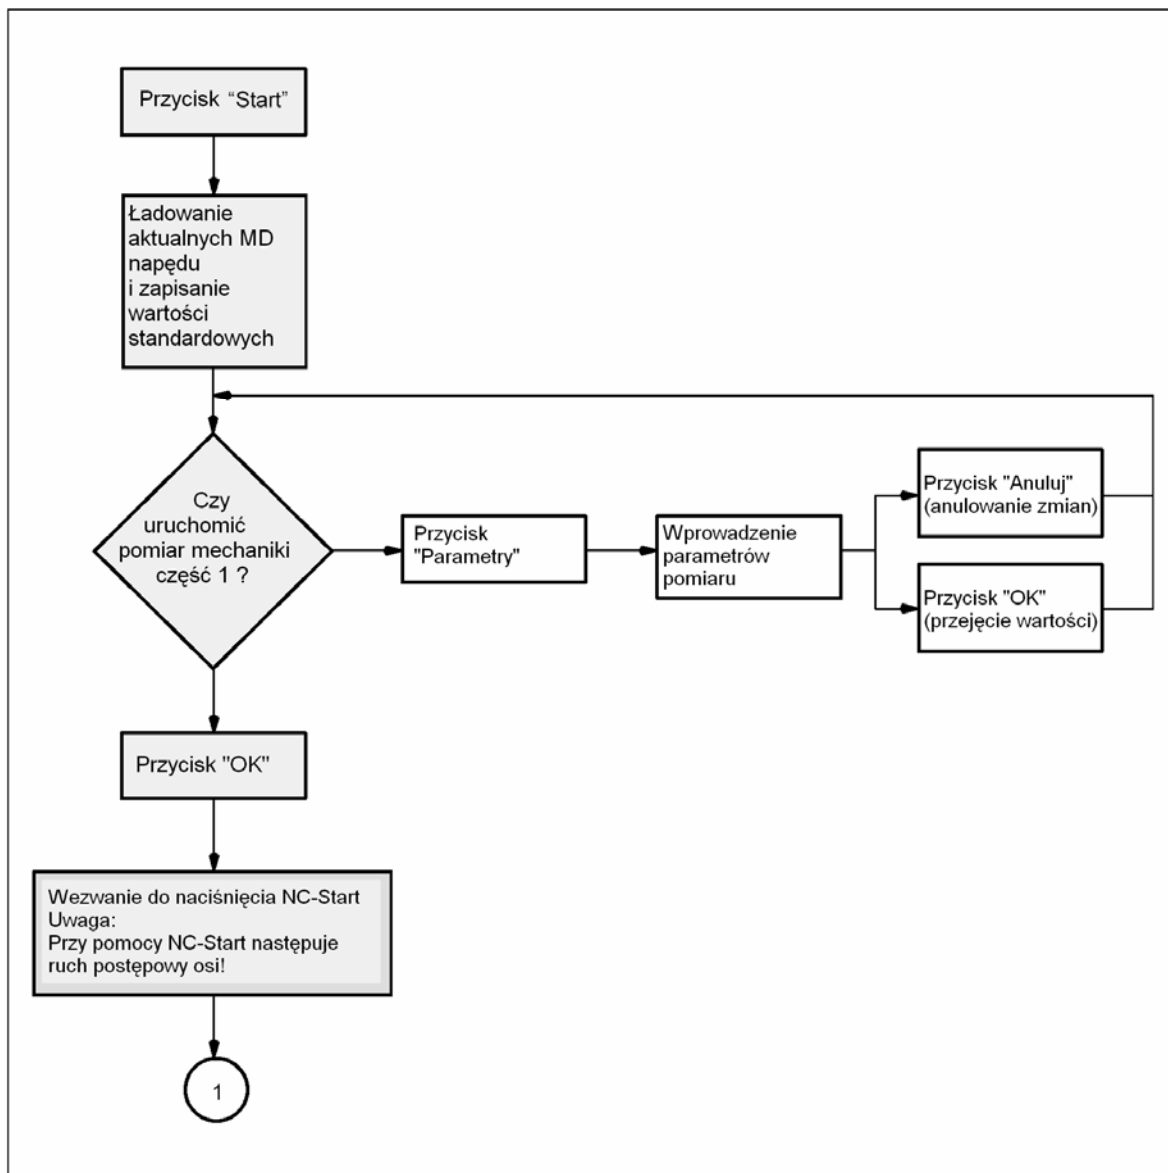 Przycisk “Start”
Ładowanie
aktualnych MD
napędu
i zapisanie
wartości
standardowych
Czy
uruchomić
pomiar mechaniki
część 1 ?
Przycisk
"Parametry"
Wprowadzenie
parametrów
pomiaru
Przycisk "Anuluj"
(anulowanie zmian)
Przycisk "OK"
(przejęcie wartości)
Przycisk "OK"
Wezwanie do naciśnięcia NC-Start
Uwaga:
Przy pomocy NC-Start następuje
ruch postępowy osi!
1